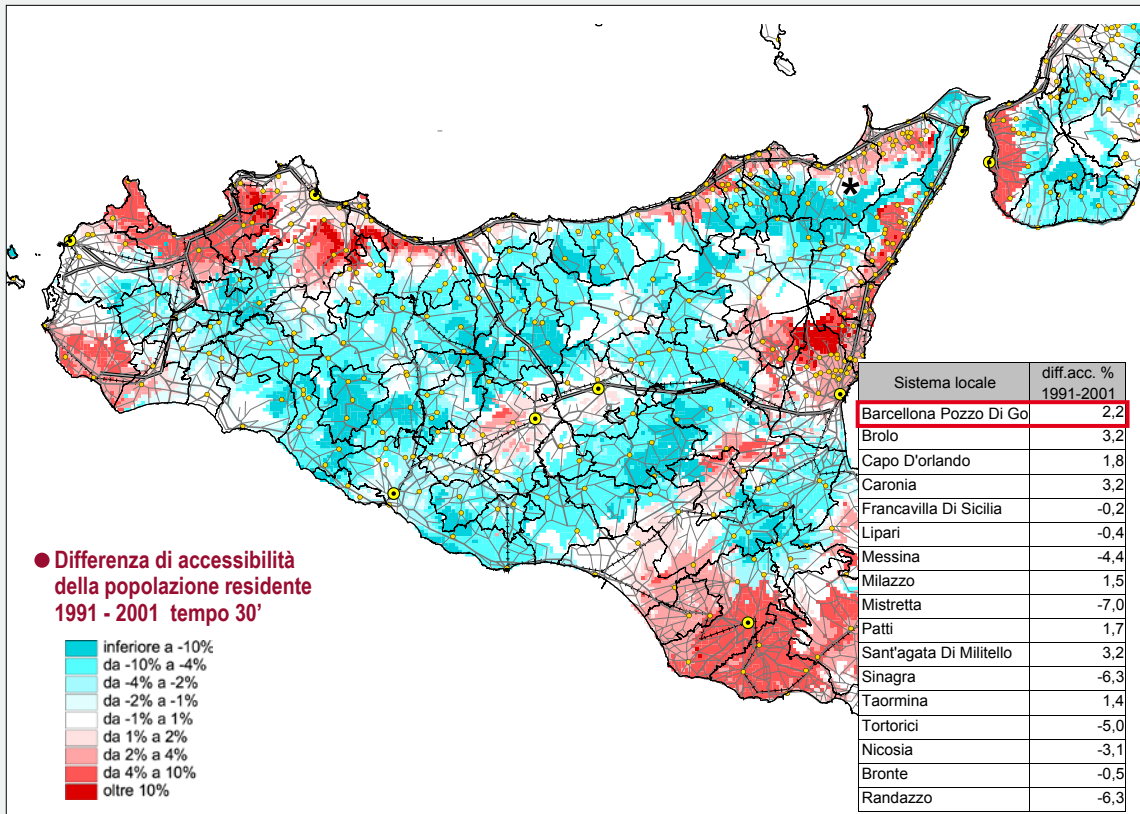 *
Sistema locale diff.acc. % 1991-2001
Barcellona Pozzo Di Go 2,2
Brolo 3,2
Capo D'orlando 1,8
Caronia 3,2
Francavilla Di Sicilia -0,2
Lipari -0,4
Messina -4,4
Milazzo 1,5
Mistretta -7,0
Patti 1,7
Sant'agata Di Militello 3,2
Sinagra -6,3
Taormina 1,4
Tortorici -5,0
Nicosia -3,1
Bronte -0,5
Randazzo -6,3
Differenza di accessibilità
della popolazione residente
1991 - 2001 tempo 30'
inferiore a -10%
da -10% a -4%
da -4% a -2%
da -2% a -1%
da -1% a 1%
da 1% a 2%
da 2% a 4%
da 4% a 10%
oltre 10%